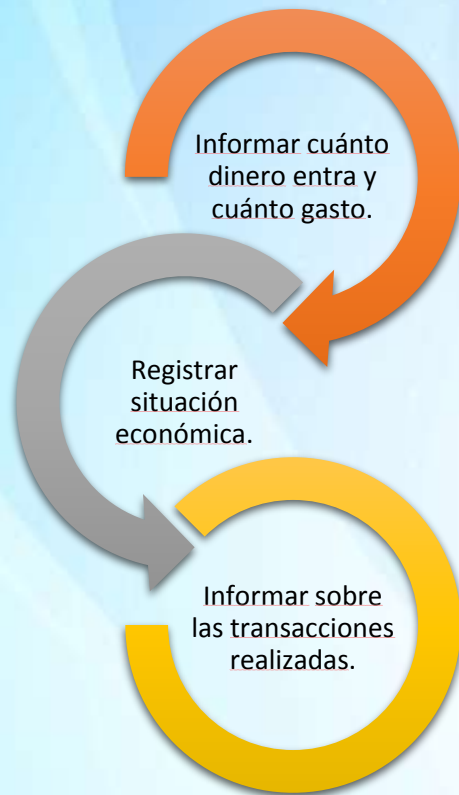 Informar cuánto
dinero entra y
cuánto gasto.
Registrar
situación
económica.
Informar sobre
las transacciones
realizadas.